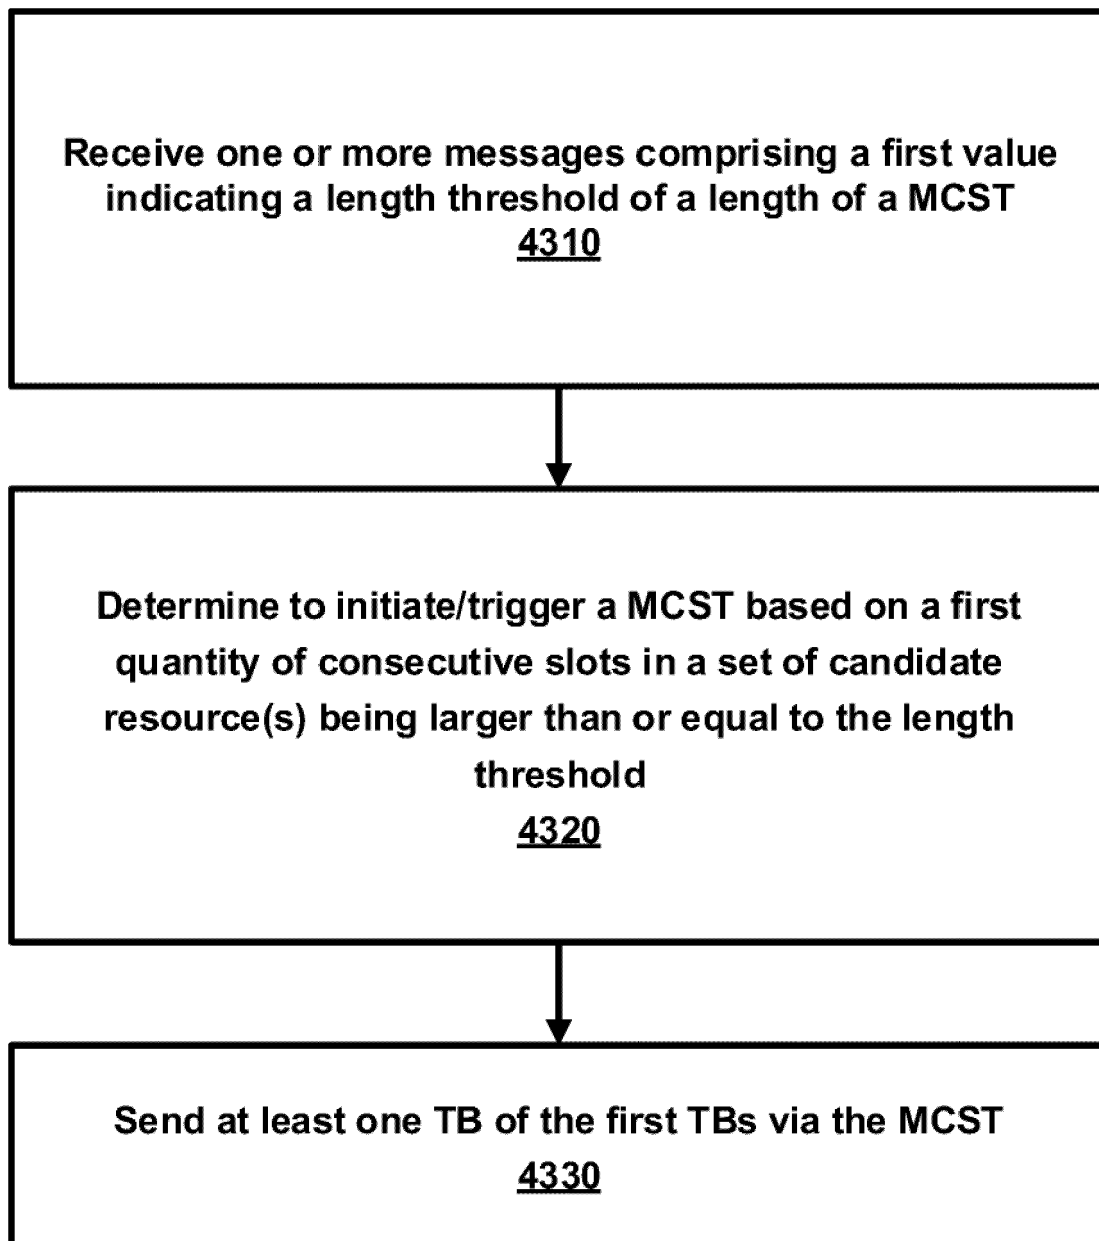 Receive one or more messages comprising a first value
indicating a length threshold of a length of a MCST
4310
Determine to initiate/trigger a MCST based on a first
quantity of consecutive slots in a set of candidate
resource(s) being larger than or equal to the length
threshold
4320
Send at least one TB of the first TBs via the MCST
4330